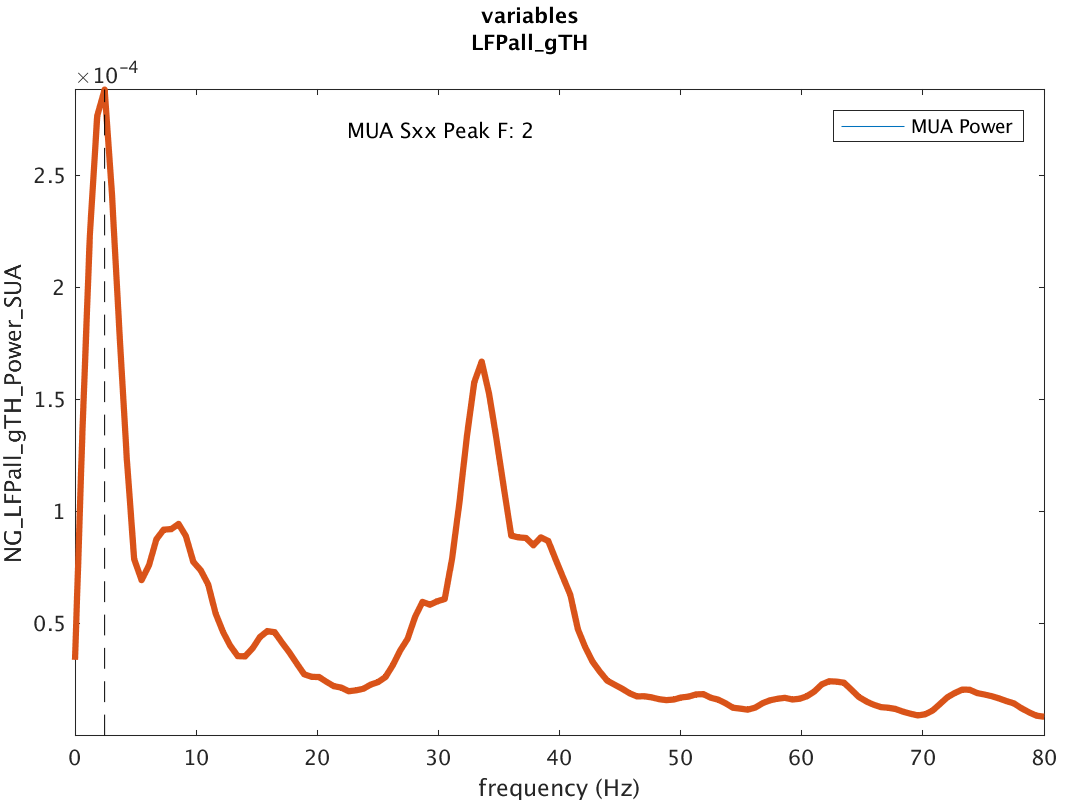 variables
LFPall_gTH
×10⁻⁴
MUA Sxx Peak F: 2
MUA Power
2.5
2
1.5
1
0.5
NG_LFPall_gTH_Power_SUA
0 10 20 30 40 50 60 70 80
frequency (Hz)